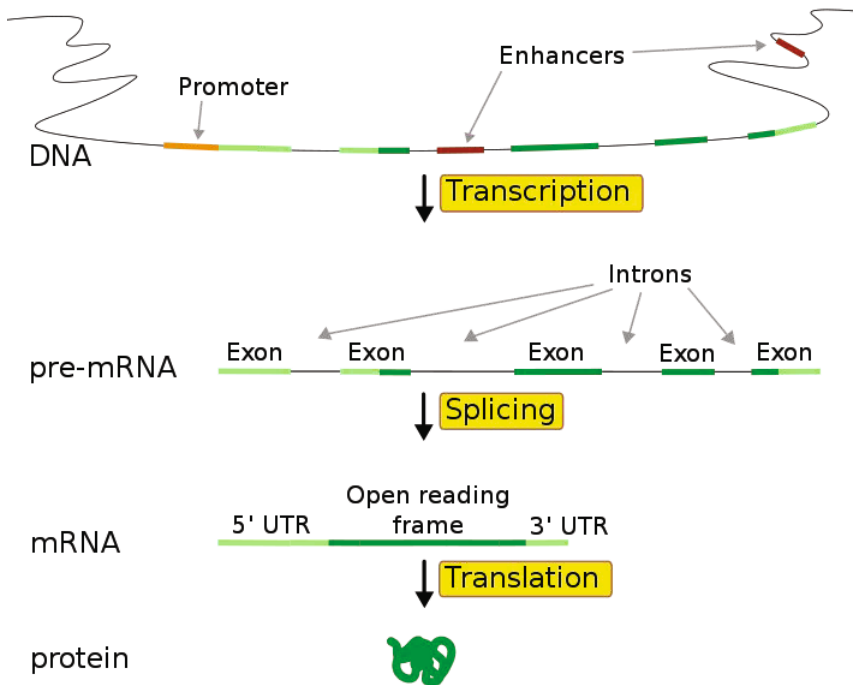 Enhancers
Promoter
DNA
Transcription
Introns
Exon Exon Exon Exon Exon
pre-mRNA
Splicing
Open reading
frame
5' UTR
3' UTR
mRNA
Translation
protein